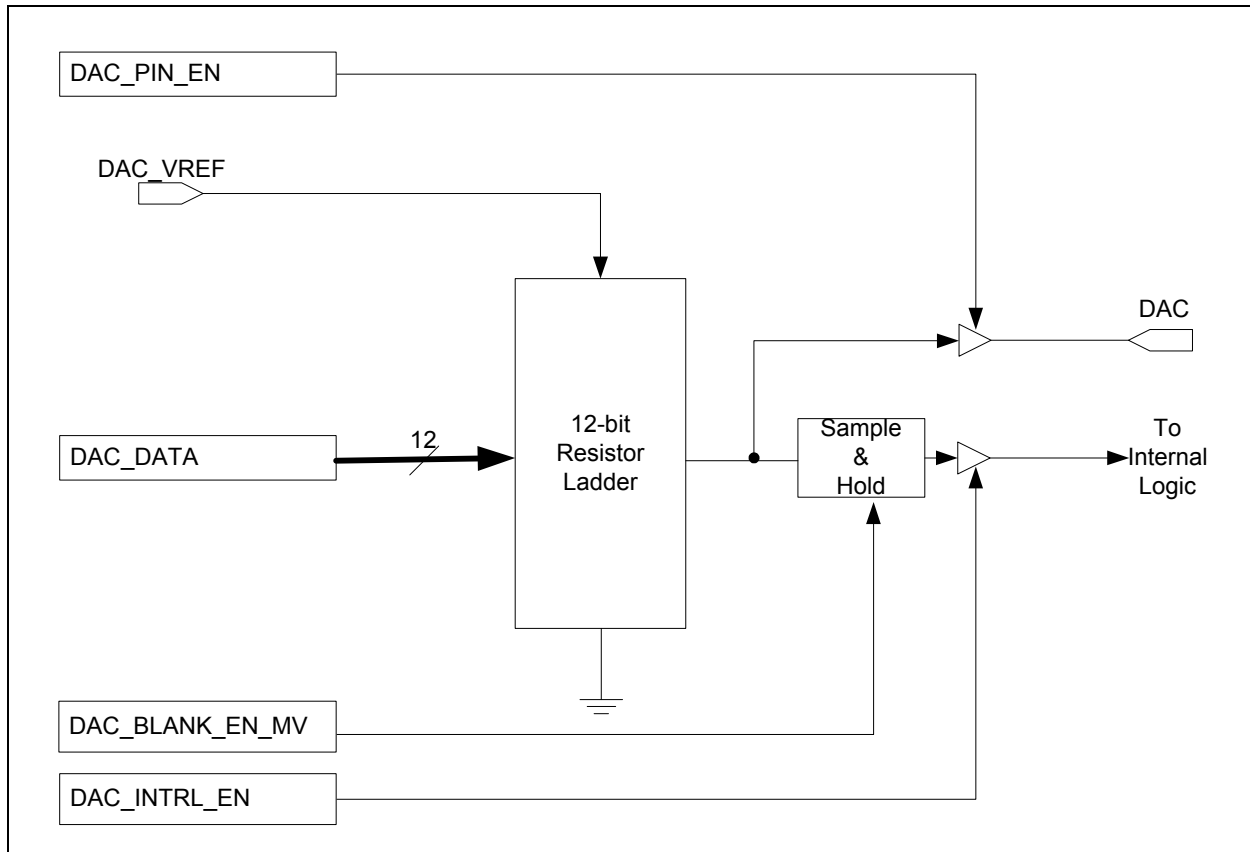 DAC_PIN_EN
DAC_VREF
DAC
DAC_DATA
12
12-bit
Resistor
Ladder
Sample
&
Hold
To
Internal
Logic
DAC_BLANK_EN_MV
DAC_INTRL_EN